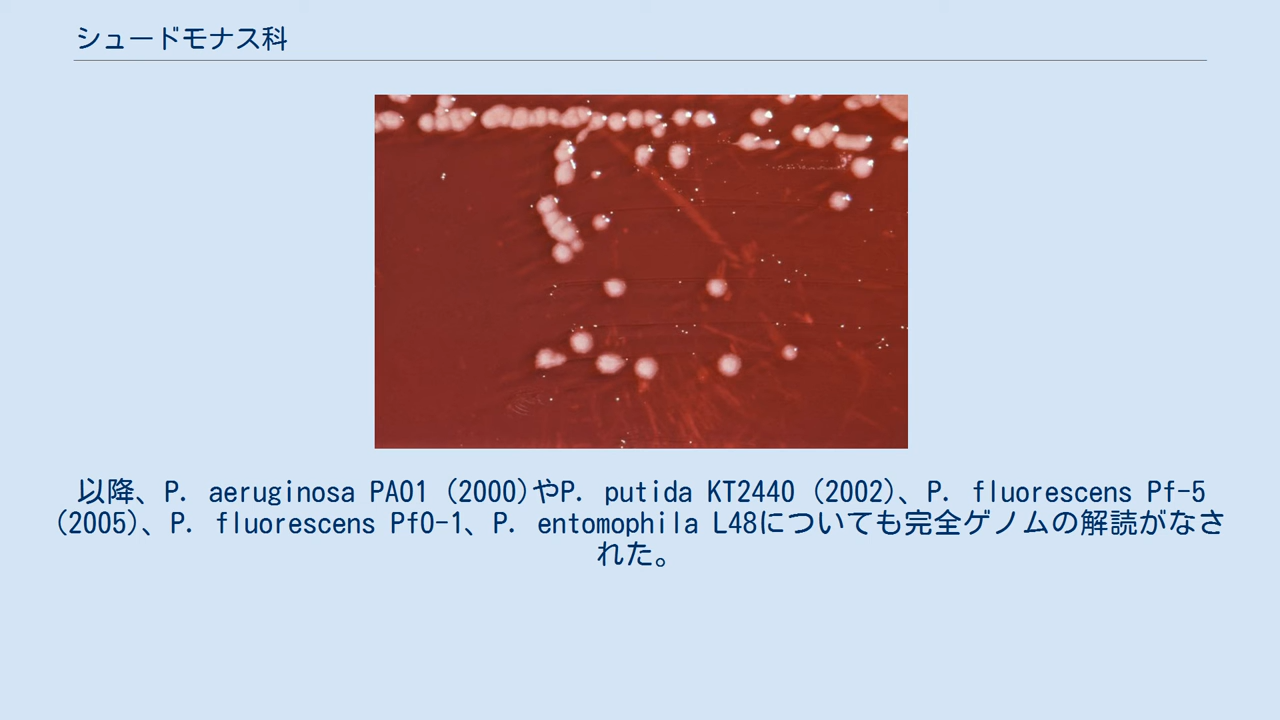 シュードモナス科
以降、P. aeruginosa PAO1 (2000)やP. putida KT2440 (2002)、P. fluorescens Pf-5
(2005)、P. fluorescens PfO-1、P. entomophila L48についても完全ゲノムの解読がなさ
れた。